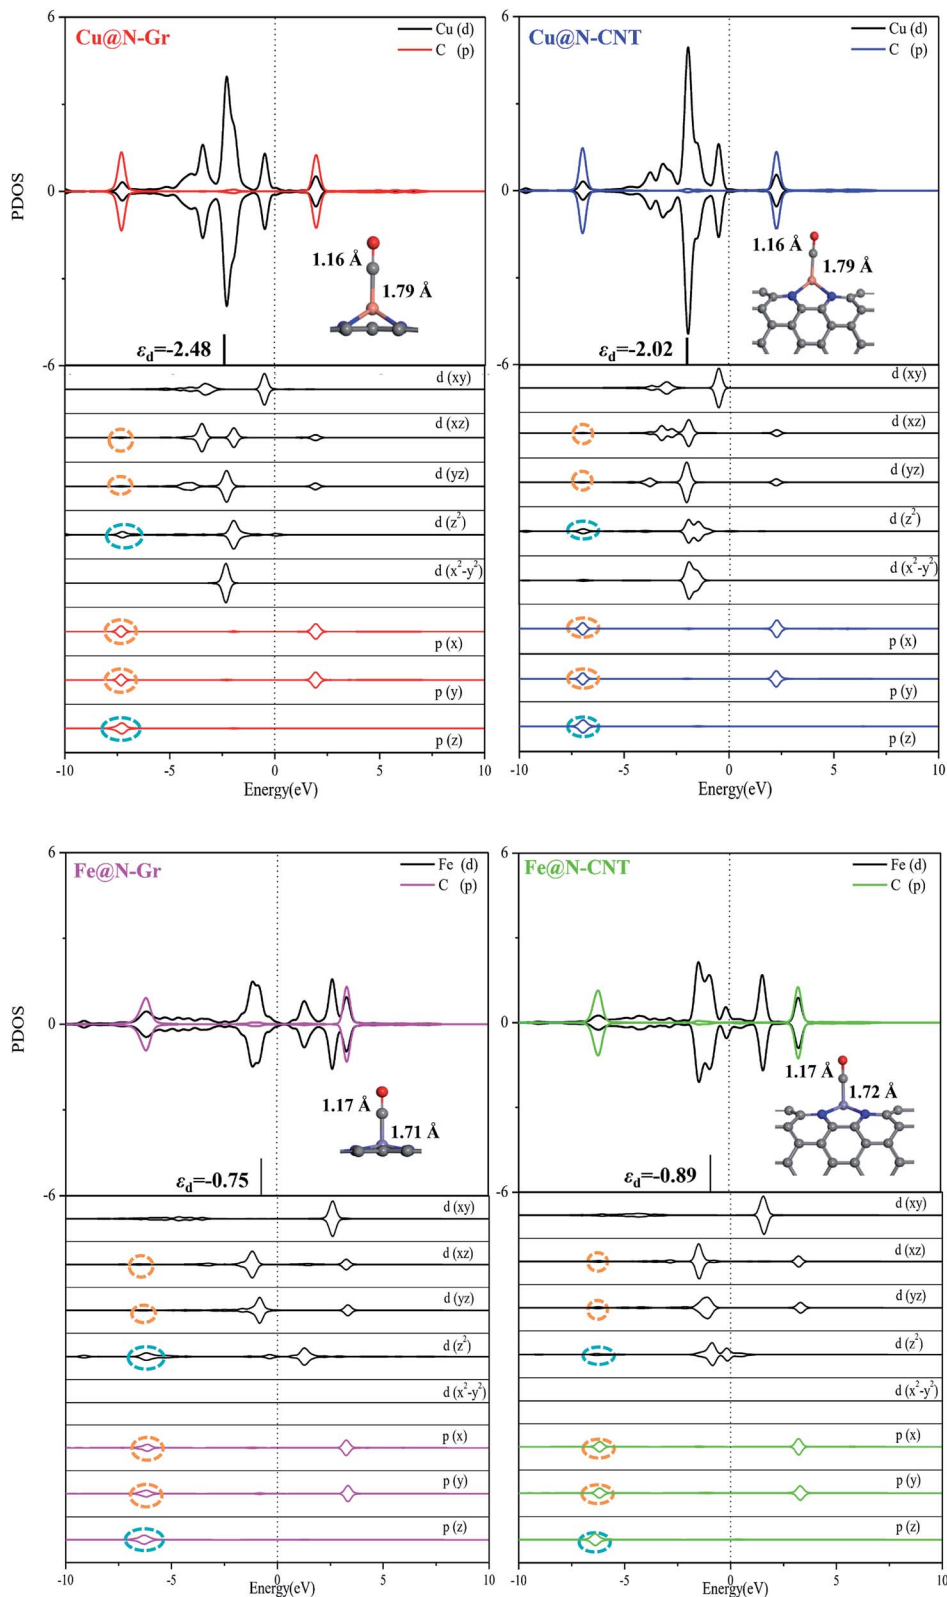 6
Cu@N-Gr
Cu (d)
C (p)
0
PDOS
1.16 Å
1.79 Å
εd=-2.48
-6
d (xy)
d (xz)
d (yz)
d (z²)
d (x²-y²)
p (x)
p (y)
p (z)
-10 -5 0 5 10
Energy(eV)
6
Cu@N-CNT
Cu (d)
C (p)
0
1.16 Å
1.79 Å
εd=-2.02
-6
d (xy)
d (xz)
d (yz)
d (z²)
d (x²-y²)
p (x)
p (y)
p (z)
-10 -5 0 5 10
Energy(eV)
6
Fe@N-Gr
Fe (d)
C (p)
0
PDOS
1.17 Å
1.71 Å
εd=-0.75
-6
d (xy)
d (xz)
d (yz)
d (z²)
d (x²-y²)
p (x)
p (y)
p (z)
-10 -5 0 5 10
Energy(eV)
6
Fe@N-CNT
Fe (d)
C (p)
0
1.17 Å
1.72 Å
εd=-0.89
-6
d (xy)
d (xz)
d (yz)
d (z²)
d (x²-y²)
p (x)
p (y)
p (z)
-10 -5 0 5 10
Energy(eV)